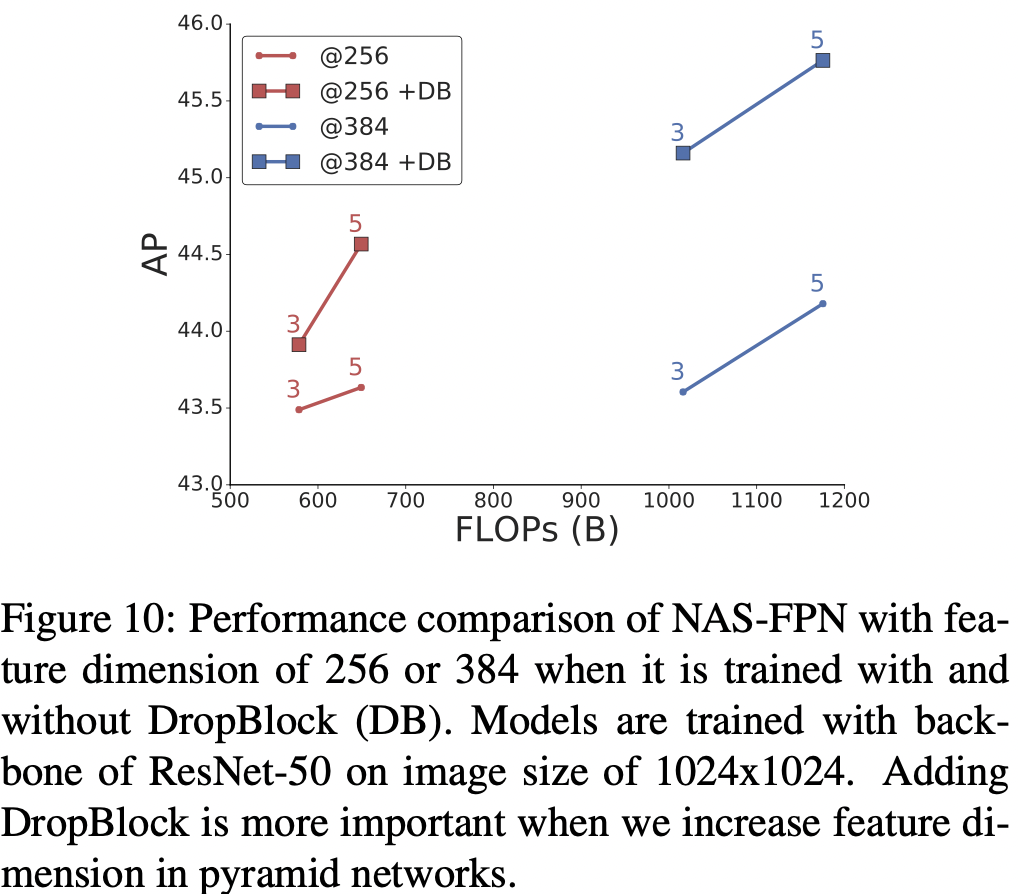 46.0
45.5
45.0
44.5
44.0
43.5
43.0
AP
@256
@256 +DB
@384
@384 +DB
5
3
5
3
5
3
5
3
500 600 700 800 900 1000 1100 1200
FLOPs (B)
Figure 10: Performance comparison of NAS-FPN with fea-
ture dimension of 256 or 384 when it is trained with and
without DropBlock (DB). Models are trained with back-
bone of ResNet-50 on image size of 1024x1024. Adding
DropBlock is more important when we increase feature di-
mension in pyramid networks.